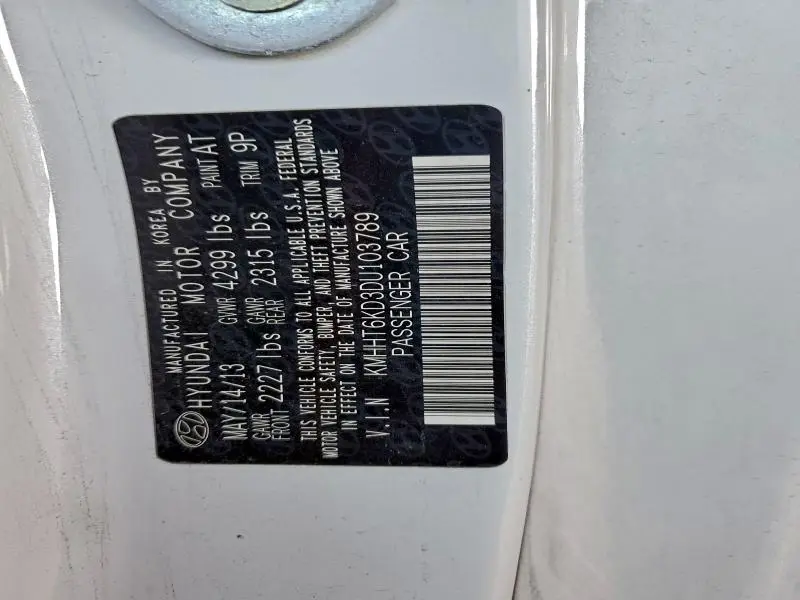 MANUFACTURED IN KOREA BY
HYUNDAI MOTOR COMPANY
MAY/14/13 GVWR 4299 lbs PAINT AT
GAWR FRONT 2227 lbs GAWR REAR 2315 lbs TRIM 9P
THIS VEHICLE CONFORMS TO ALL APPLICABLE U.S.A. FEDERAL
MOTOR VEHICLE SAFETY, BUMPER, AND THEFT PREVENTION STANDARDS
IN EFFECT ON THE DATE OF MANUFACTURE SHOWN ABOVE
V.I.N KMHHT6KD3DU103789
PASSENGER CAR